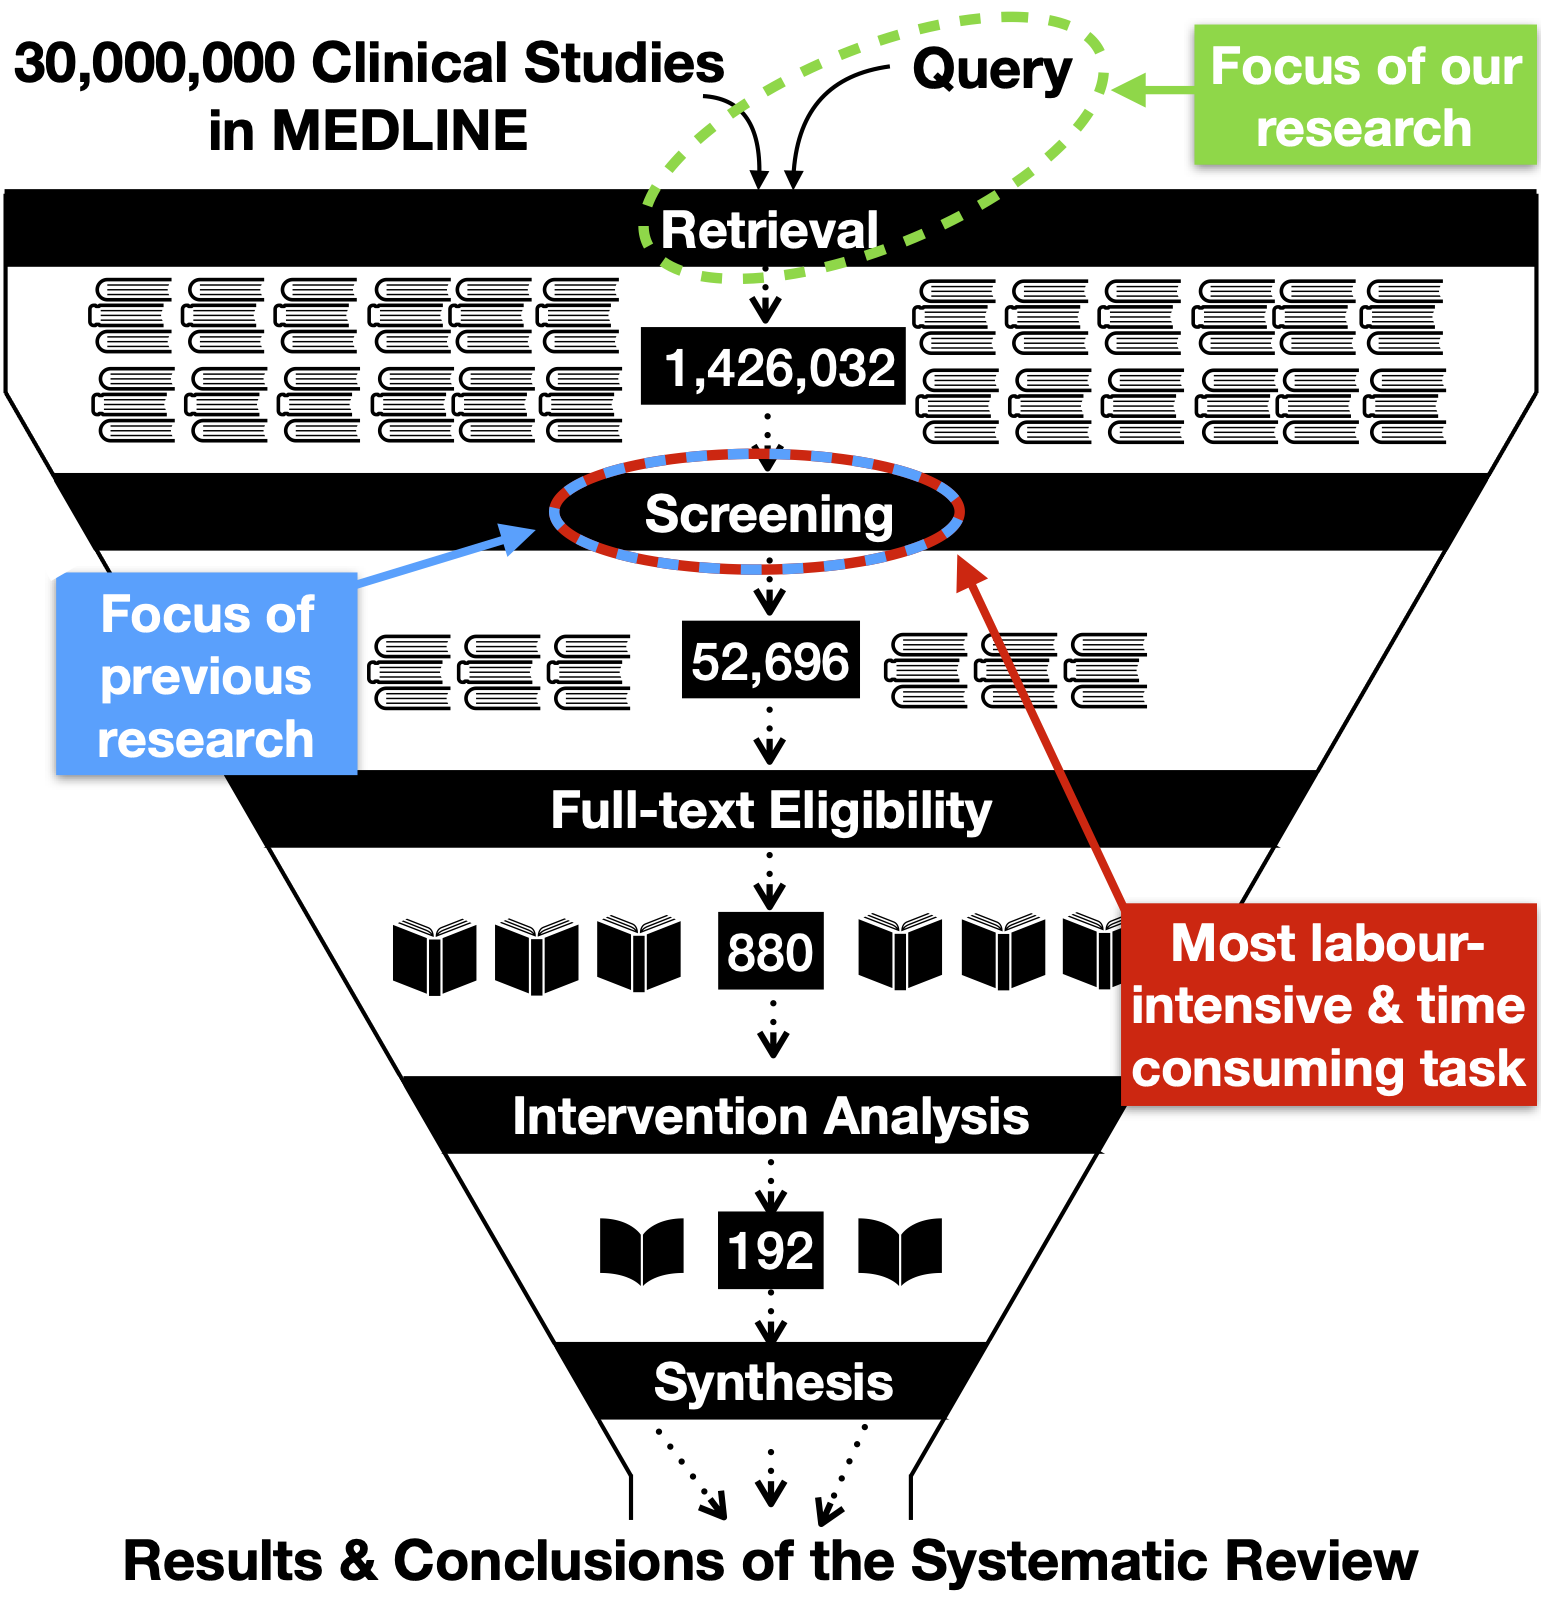 30,000,000 Clinical Studies
in MEDLINE
Query
Focus of our
research
Retrieval
1,426,032
Screening
Focus of
previous
research
52,696
Full-text Eligibility
880
Most labour-
intensive & time
consuming task
Intervention Analysis
192
Synthesis
Results & Conclusions of the Systematic Review